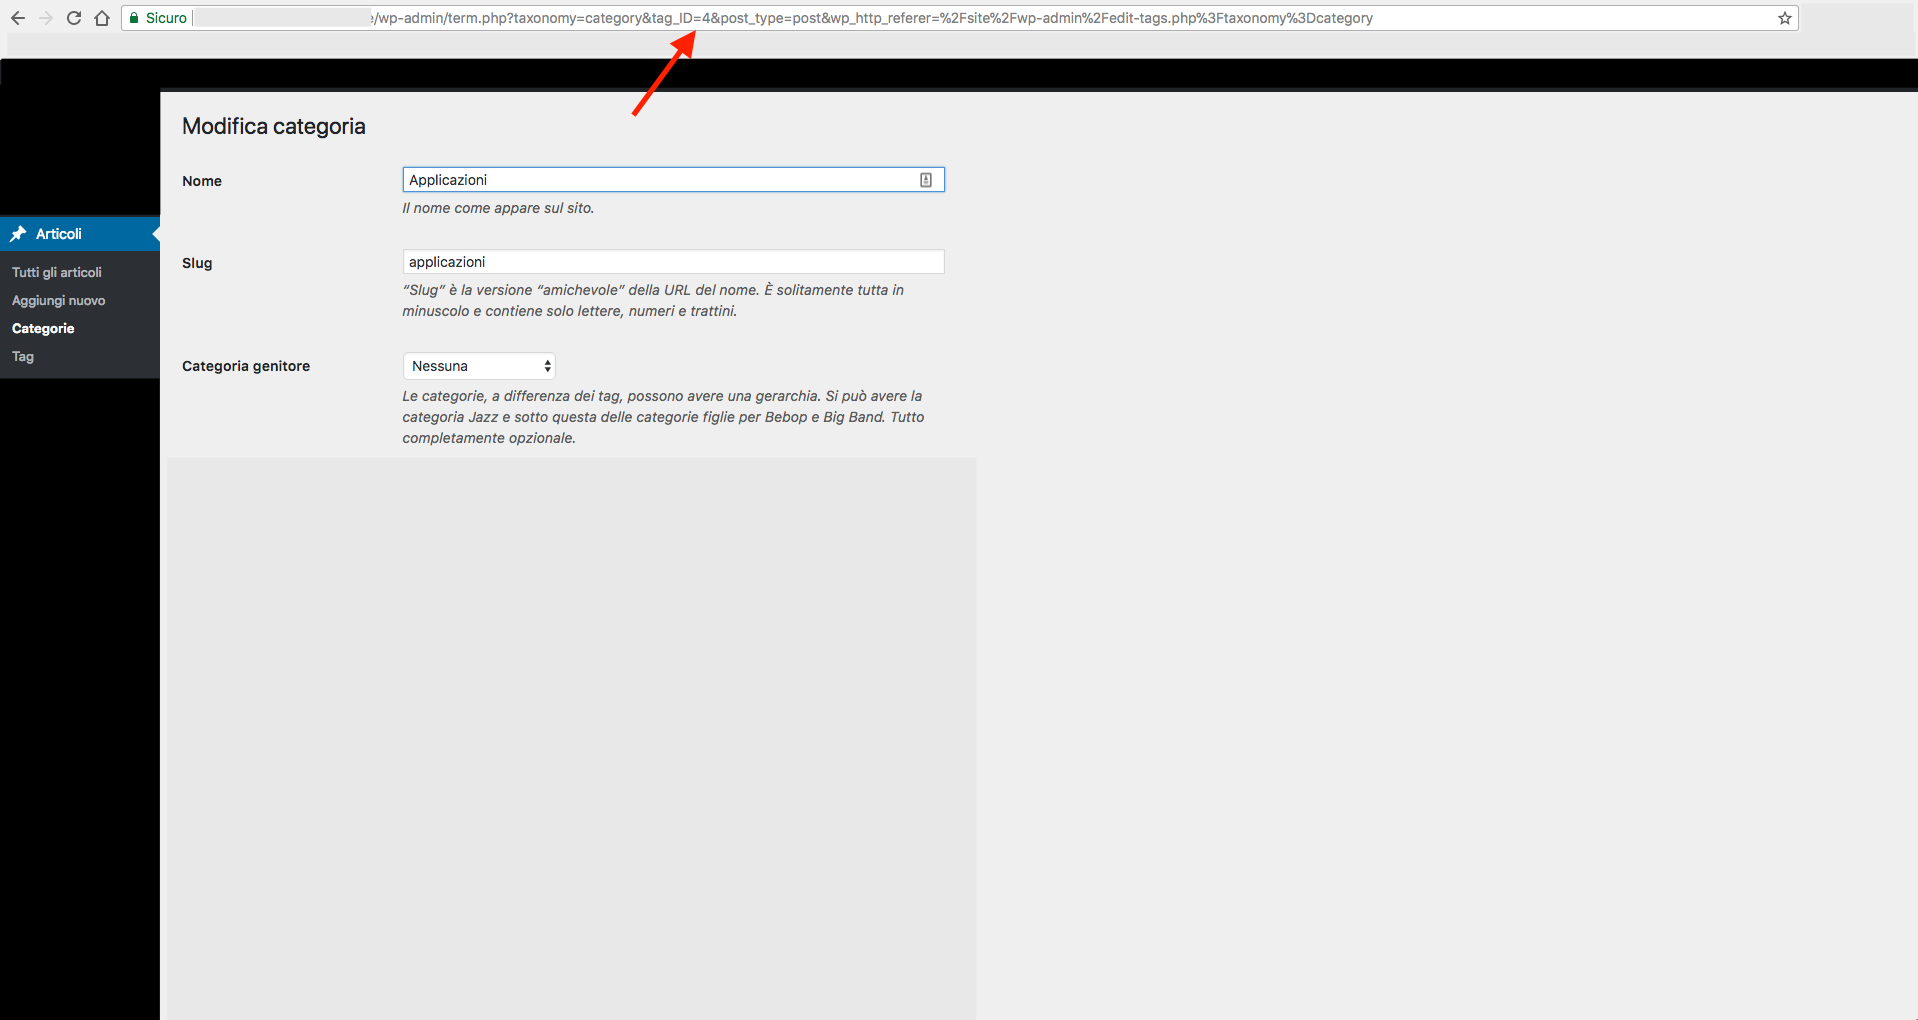 Sicuro
/wp-admin/term.php?taxonomy=category&tag_ID=4&post_type=post&wp_http_referer=%2Fsite%2Fwp-admin%2Fedit-tags.php%3Ftaxonomy%3Dcategory
Modifica categoria
Nome
Applicazioni
Il nome come appare sul sito.
Articoli
Tutti gli articoli
Aggiungi nuovo
Categorie
Tag
Slug
applicazioni
“Slug” è la versione “amichevole” della URL del nome. È solitamente tutta in
minuscolo e contiene solo lettere, numeri e trattini.
Categoria genitore
Nessuna
Le categorie, a differenza dei tag, possono avere una gerarchia. Si può avere la
categoria Jazz e sotto questa delle categorie figlie per Bebop e Big Band. Tutto
completamente opzionale.